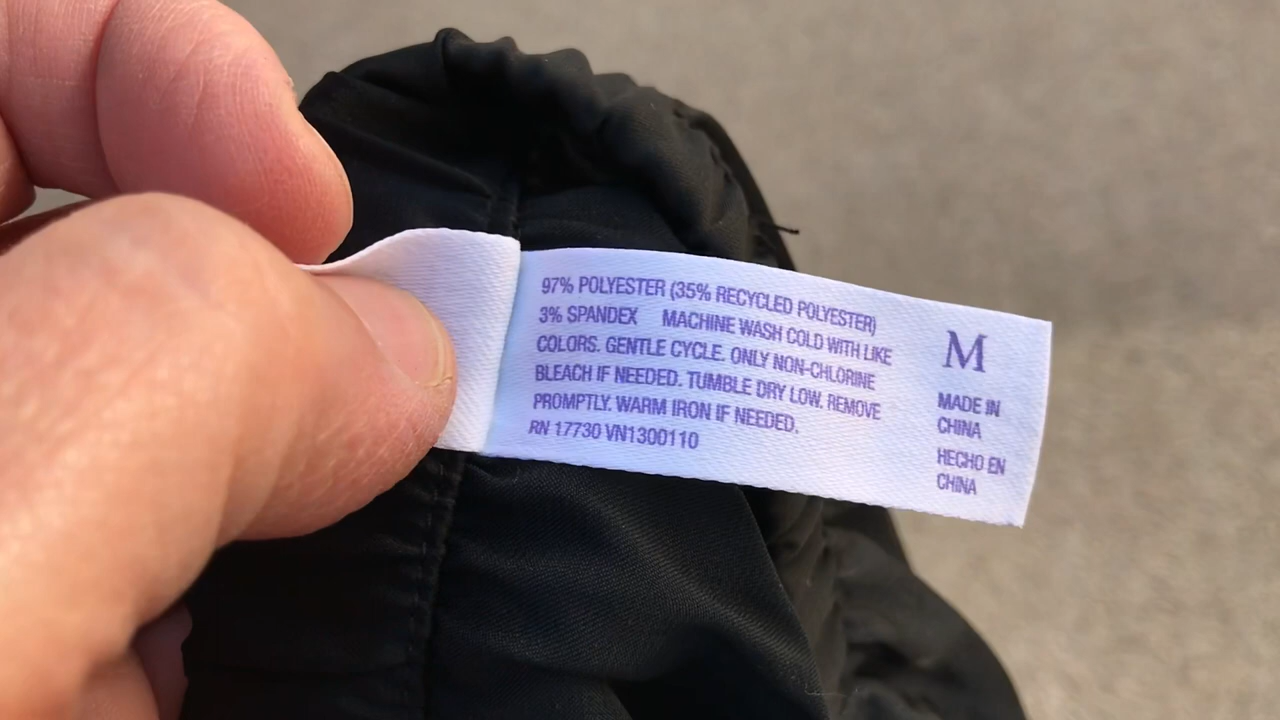 97% POLYESTER (35% RECYCLED POLYESTER)
3% SPANDEX MACHINE WASH COLD WITH LIKE
COLORS. GENTLE CYCLE. ONLY NON-CHLORINE
BLEACH IF NEEDED. TUMBLE DRY LOW. REMOVE
PROMPTLY. WARM IRON IF NEEDED.
RN 17730 VN1300110
M
MADE IN
CHINA
HECHO EN
CHINA